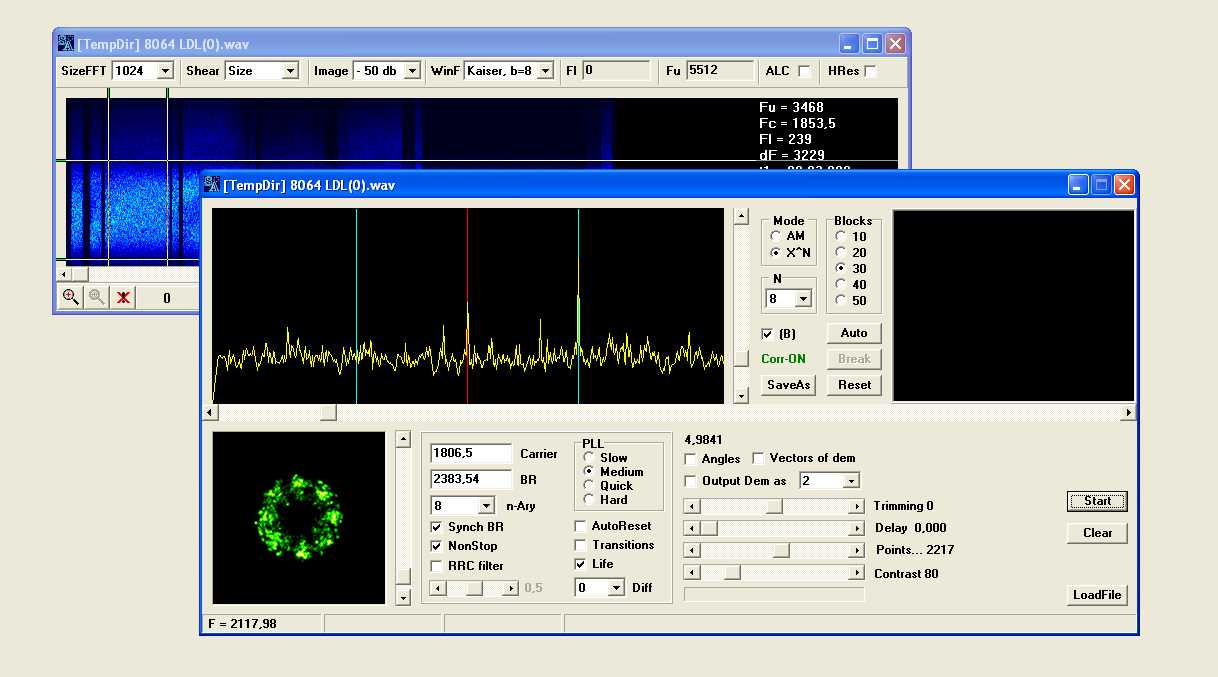 [TempDir] 8064 LDL(0).wav
SizeFFT 1024 Shear Size Image - 50 db WinF Kaiser, b=8 Fl 0 Fu 5512 ALC HRes
Fu = 3468
Fc = 1853,5
Fl = 239
dF = 3229
0
[TempDir] 8064 LDL(0).wav
Mode
AM
X^N
N
8
(B)
Corr-ON
SaveAs
Blocks
10
20
30
40
50
Auto
Break
Reset
1806,5 Carrier
2383,54 BR
8 n-Ary
Synch BR
NonStop
RRC filter
0,5
PLL
Slow
Medium
Quick
Hard
AutoReset
Transitions
Life
0 Diff
4,9841
Angles Vectors of dem
Output Dem as 2
Trimming 0
Delay 0,000
Points... 2217
Contrast 80
Start
Clear
LoadFile
F = 2117,98